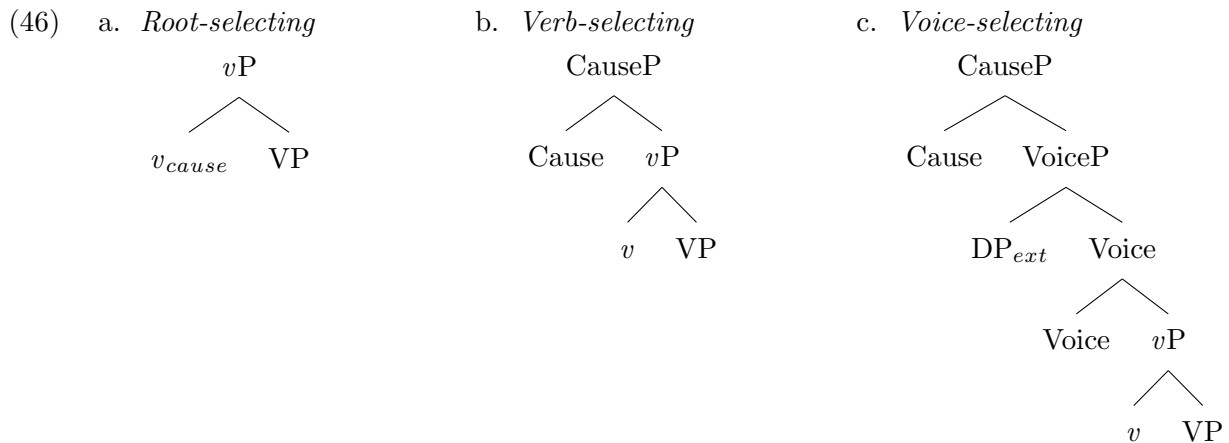 (46) a. Root-selecting b. Verb-selecting c. Voice-selecting
vP CauseP CauseP
v_cause VP Cause vP Cause VoiceP
v VP DP_ext Voice
Voice vP
v VP